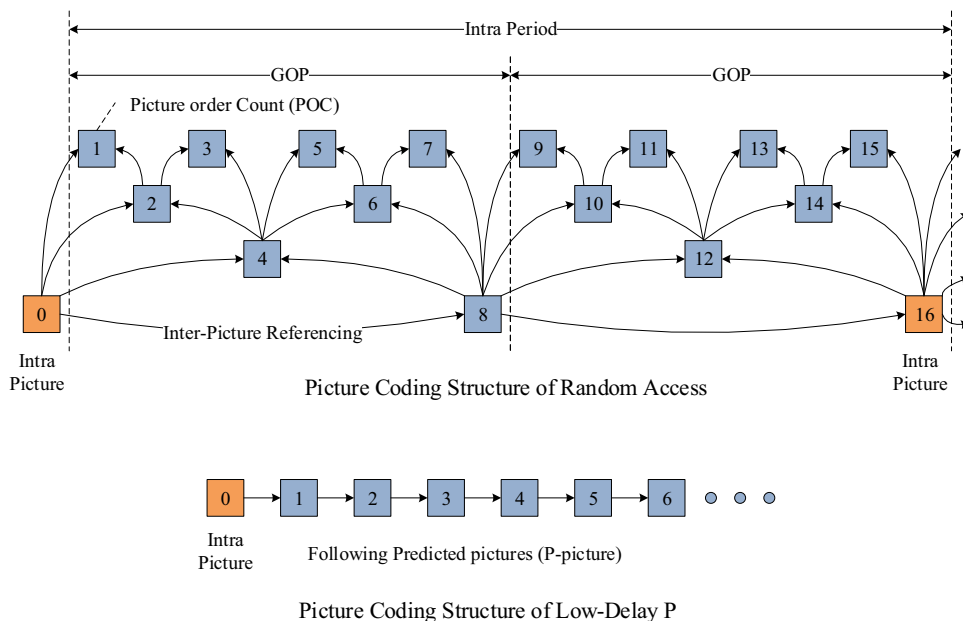 Intra Period
GOP
GOP
Picture order Count (POC)
1
3
5
7
9
11
13
15
2
6
10
14
4
12
0
8
16
Inter-Picture Referencing
Intra
Picture
Intra
Picture
Picture Coding Structure of Random Access
0
1
2
3
4
5
6
Intra
Picture
Following Predicted pictures (P-picture)
Picture Coding Structure of Low-Delay P